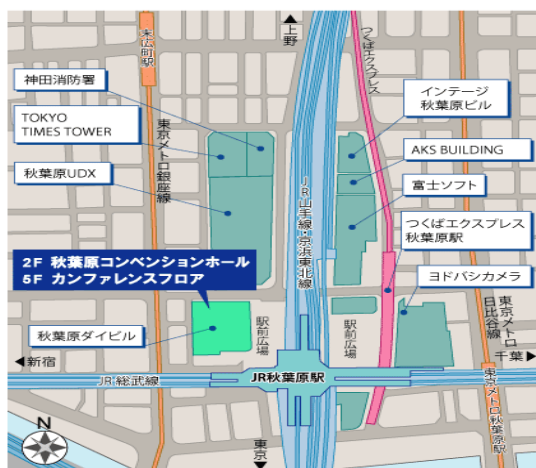 ▲上野
末広町駅
つくばエクスプレス
神田消防署
TOKYO
TIMES TOWER
秋葉原UDX
東京メトロ銀座線
JR山手線・京浜東北線
インテージ
秋葉原ビル
AKS BUILDING
富士ソフト
つくばエクスプレス
秋葉原駅
ヨドバシカメラ
2F 秋葉原コンベンションホール
5F カンファレンスフロア
秋葉原ダイビル
駅前広場
駅前広場
東京メトロ
日比谷線
◀新宿
千葉▶
JR総武線
JR秋葉原駅
東京メトロ秋葉原駅
N
東京▼